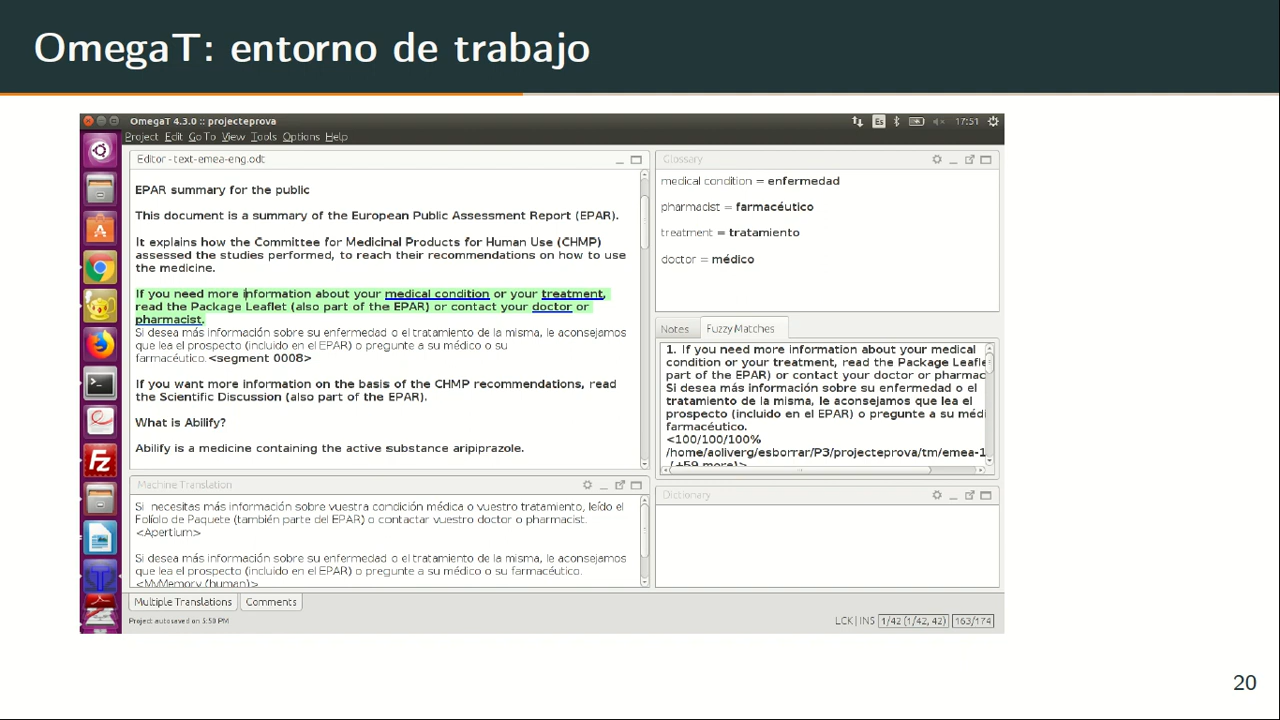 OmegaT: entorno de trabajo
OmegaT 4.3.0 :: projecteprova
Es
17:51
Project Edit Go To View Tools Options Help
Editor - text-emea-eng.odt
EPAR summary for the public
This document is a summary of the European Public Assessment Report (EPAR).
It explains how the Committee for Medicinal Products for Human Use (CHMP)
assessed the studies performed, to reach their recommendations on how to use
the medicine.
If you need more information about your medical condition or your treatment,
read the Package Leaflet (also part of the EPAR) or contact your doctor or
pharmacist.
Si desea más información sobre su enfermedad o el tratamiento de la misma, le aconsejamos
que lea el prospecto (incluido en el EPAR) o pregunte a su médico o su
farmacéutico.<segment 0008>
If you want more information on the basis of the CHMP recommendations, read
the Scientific Discussion (also part of the EPAR).
What is Abilify?
Abilify is a medicine containing the active substance aripiprazole.
Glossary
medical condition = enfermedad
pharmacist = farmacéutico
treatment = tratamiento
doctor = médico
Notes
Fuzzy Matches
1. If you need more information about your medical
condition or your treatment, read the Package Leafle
part of the EPAR) or contact your doctor or pharmac
Si desea más información sobre su enfermedad o el
tratamiento de la misma, le aconsejamos que lea el
prospecto (incluido en el EPAR) o pregunte a su médi
farmacéutico.
<100/100/100%
/home/aoliverg/esborrar/P3/projecteprova/tm/emea-1
(+59 more)>
Machine Translation
Si necesitas más información sobre vuestra condición médica o vuestro tratamiento, leído el
Folíolo de Paquete (también parte del EPAR) o contactar vuestro doctor o pharmacist.
<Apertium>
Si desea más información sobre su enfermedad o el tratamiento de la misma, le aconsejamos
que lea el prospecto (incluido en el EPAR) o pregunte a su médico o su farmacéutico.
<MyMemory (human)>
Dictionary
Multiple Translations
Comments
Project autosaved on 5:50 PM
LCK | INS
1/42 (1/42, 42)
163/174
20